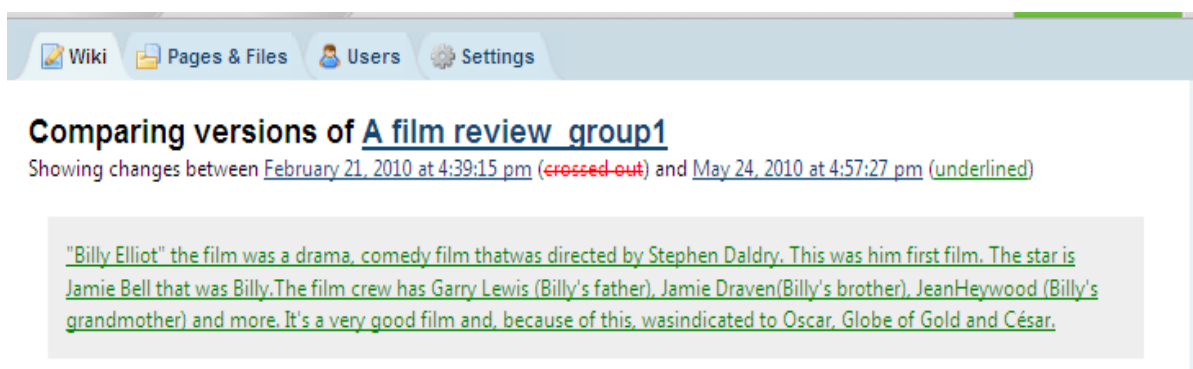 Wiki Pages & Files Users Settings
Comparing versions of A film review_group1
Showing changes between February 21, 2010 at 4:39:15 pm (crossed out) and May 24, 2010 at 4:57:27 pm (underlined)
"Billy Elliot" the film was a drama, comedy film thatwas directed by Stephen Daldry. This was him first film. The star is
Jamie Bell that was Billy.The film crew has Garry Lewis (Billy's father), Jamie Draven(Billy's brother), JeanHeywood (Billy's
grandmother) and more. It's a very good film and, because of this, wasindicated to Oscar, Globe of Gold and César.